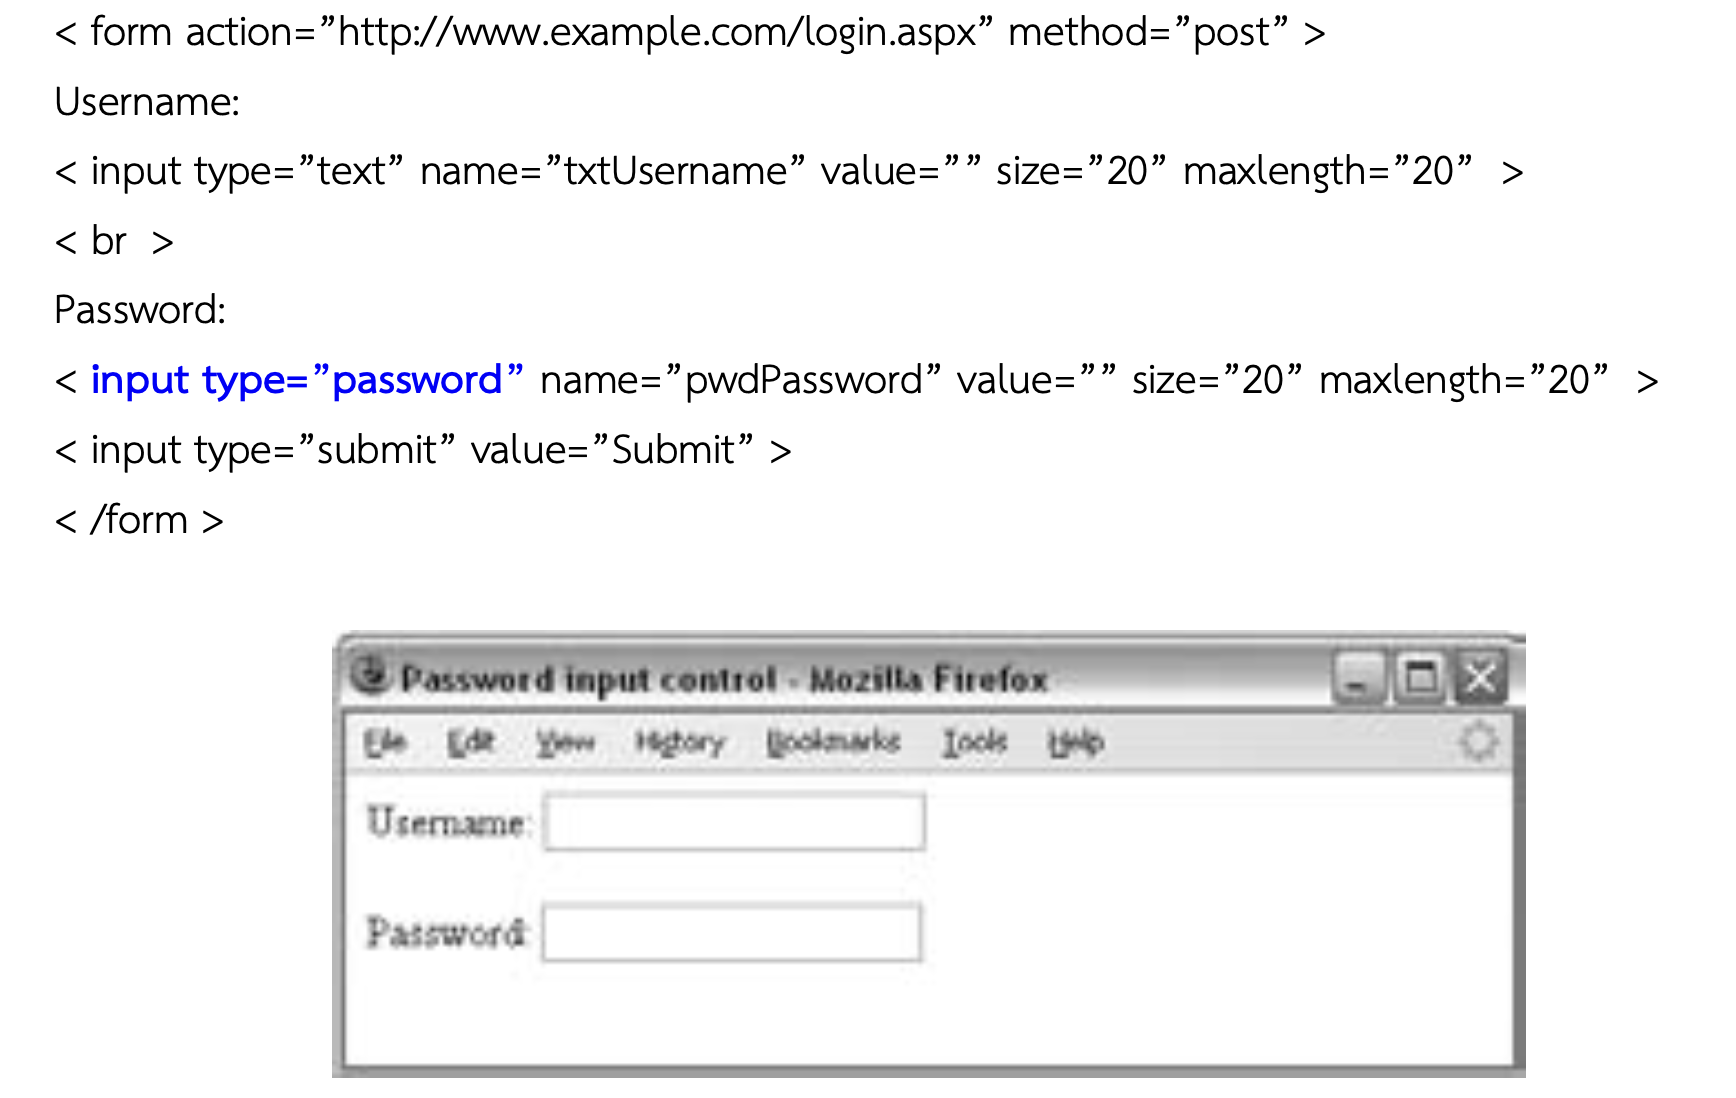 < form action=”http://www.example.com/login.aspx” method=”post” >
Username:
< input type=”text” name=”txtUsername” value=”” size=”20” maxlength=”20” >
< br >
Password:
< input type=”password” name=”pwdPassword” value=”” size=”20” maxlength=”20” >
< input type=”submit” value=”Submit” >
< /form >
Password input control - Mozilla Firefox
File Edit View History Bookmarks Tools Help
Username:
Password: